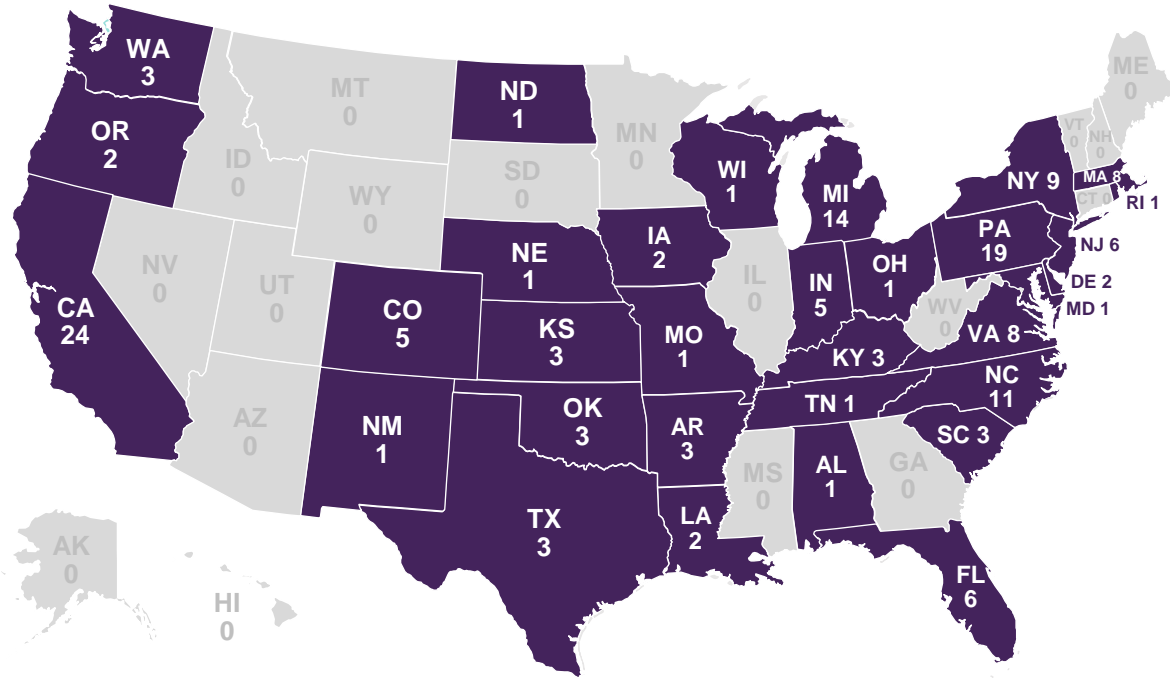 WA
3
OR
2
CA
24
ID
0
NV
0
MT
0
WY
0
UT
0
AZ
0
CO
5
NM
1
ND
1
SD
0
NE
1
KS
3
OK
3
TX
3
MN
0
IA
2
MO
1
AR
3
LA
2
WI
1
IL
0
MS
0
MI
14
IN
5
OH
1
KY 3
TN 1
AL
1
GA
0
FL
6
SC 3
NC
11
VA 8
WV
0
PA
19
NY 9
VT
0
NH
0
ME
0
MA 8
CT 0
RI 1
NJ 6
DE 2
MD 1
AK
0
HI
0